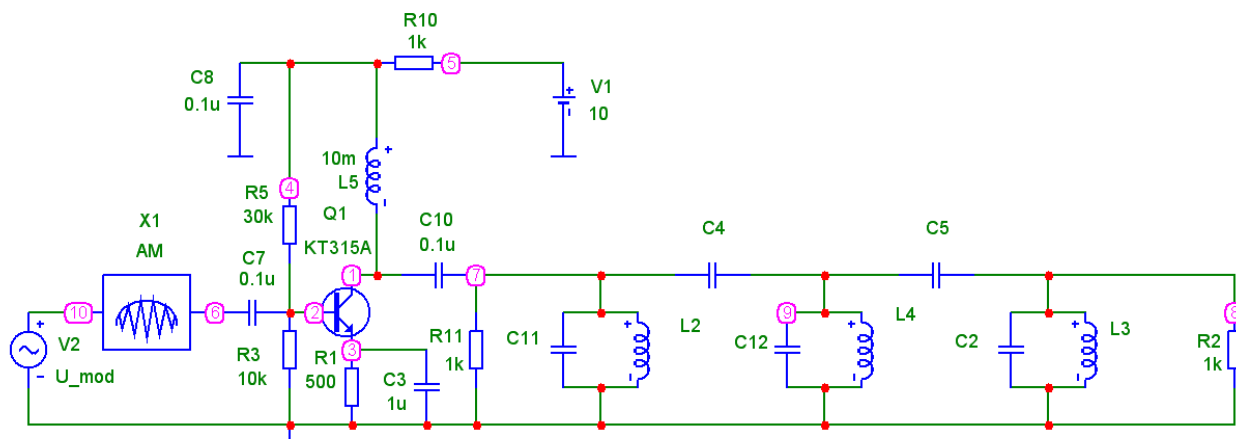 R10
1k
5
C8
0.1u
V1
10
+
-
10m
L5
+
-
4
R5
30k
Q1
KT315A
X1
AM
C7
0.1u
C10
0.1u
C4
C5
1
7
10
6
2
9
8
+
-
V2
U_mod
R3
10k
R1
500
3
C3
1u
R11
1k
C11
+
-
L2
C12
+
-
L4
C2
+
-
L3
R2
1k